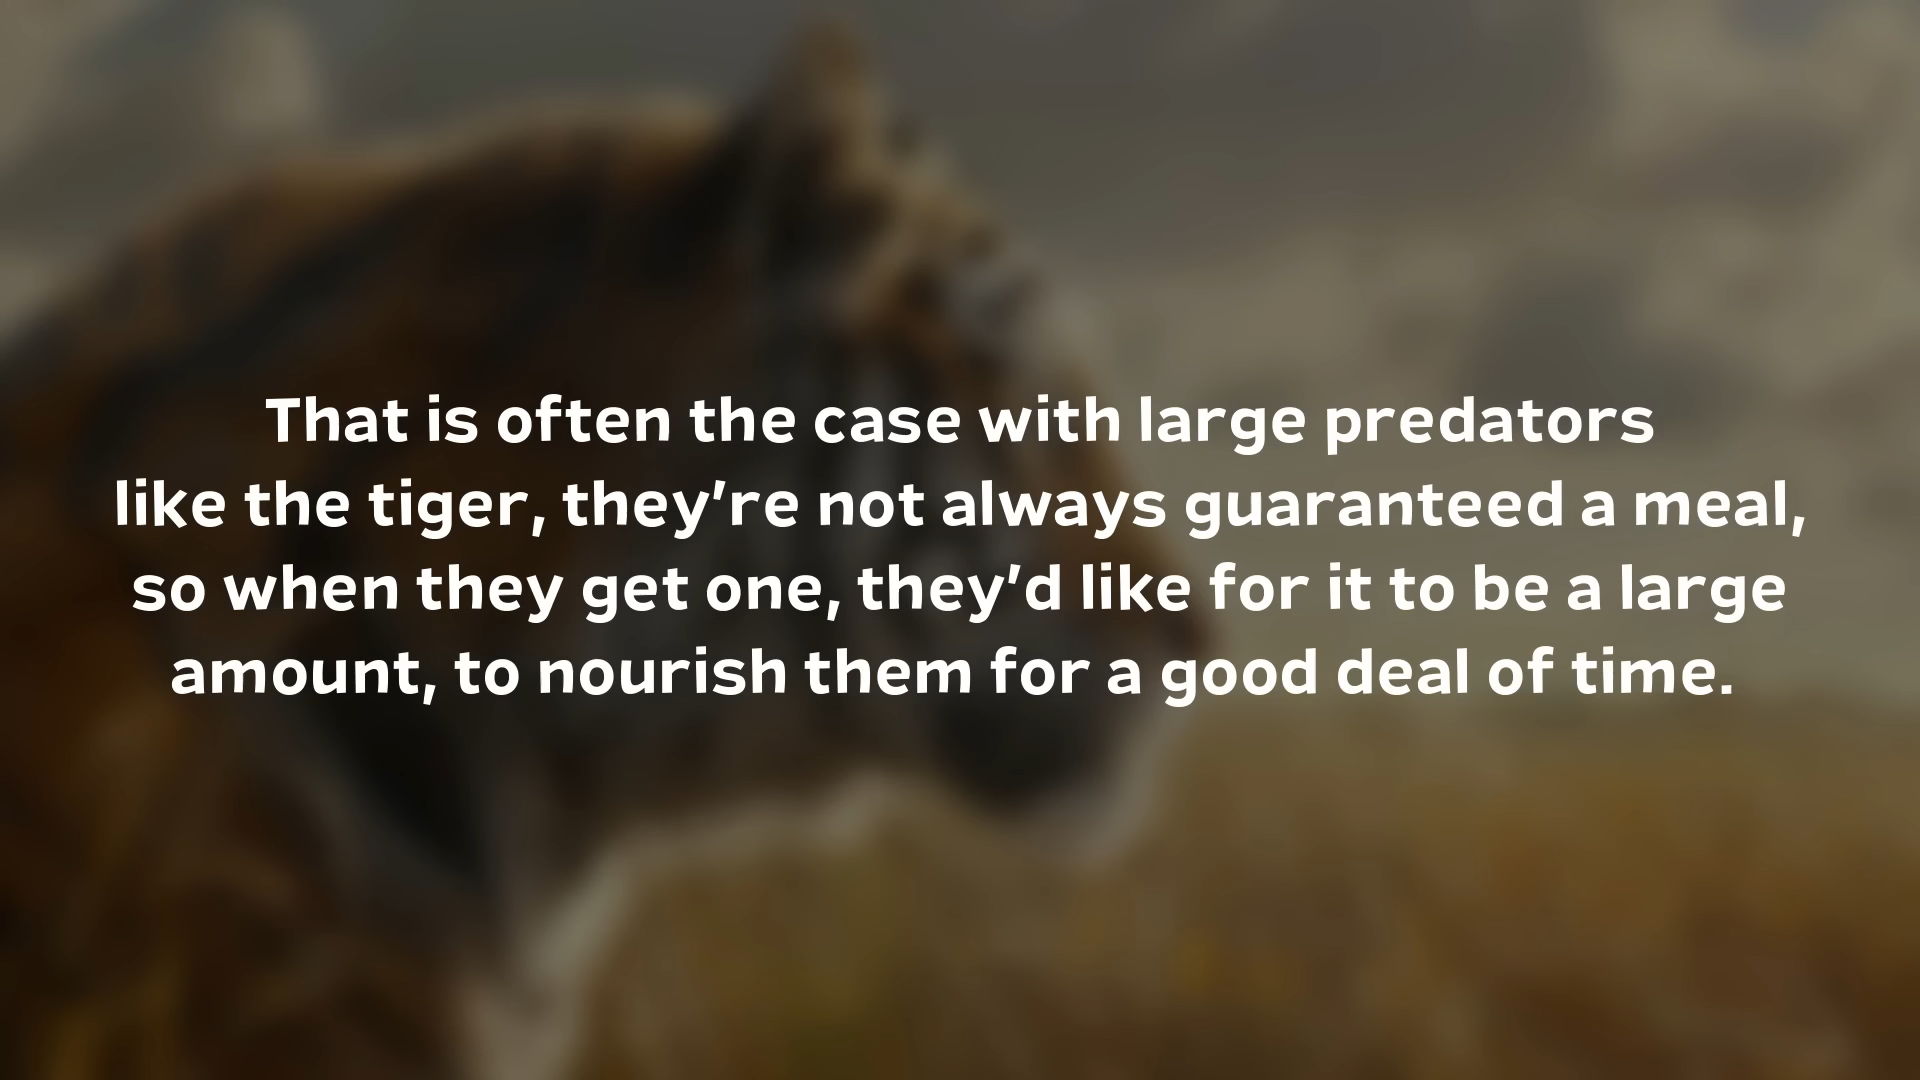 That is often the case with large predators
like the tiger, they’re not always guaranteed a meal,
so when they get one, they’d like for it to be a large
amount, to nourish them for a good deal of time.